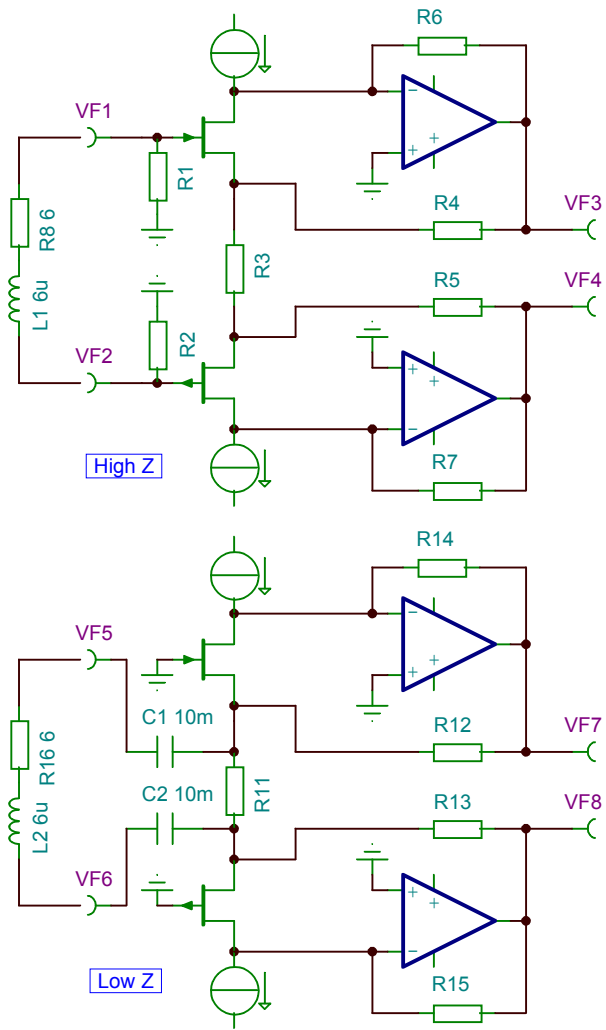 R6
VF1
R1
R4
VF3
R8 6
R3
R5
VF4
L1 6u
R2
VF2
High Z
R7
R14
VF5
C1 10m
R12
VF7
R16 6
R11
C2 10m
R13
VF8
L2 6u
VF6
Low Z
R15